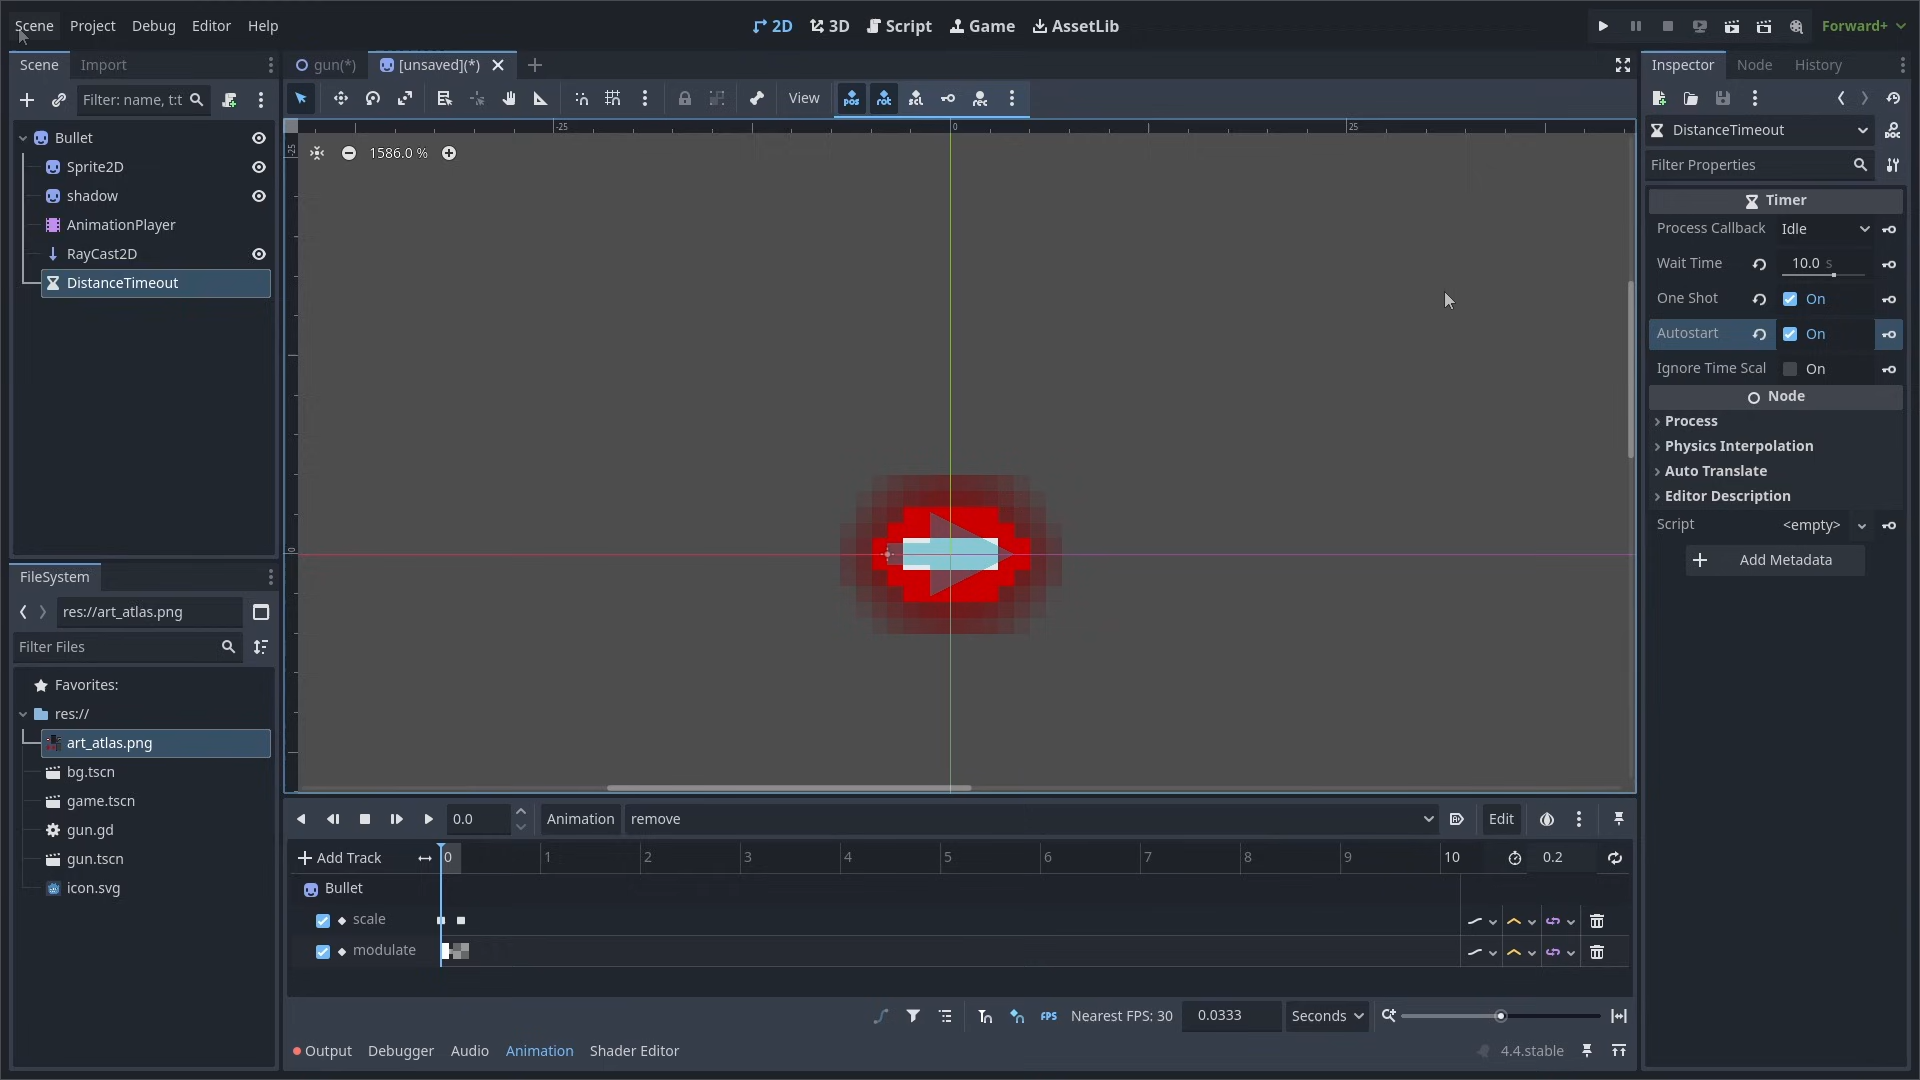 Scene Project Debug Editor Help
2D 3D Script Game AssetLib
Forward+
Scene Import
gun(*) [unsaved](*)
Inspector Node History
Filter: name, t:t
View
DistanceTimeout
Filter Properties
Bullet
Sprite2D
shadow
AnimationPlayer
RayCast2D
DistanceTimeout
-25 0 25
-25
0
1586.0 %
Timer
Process Callback Idle
Wait Time 10.0 s
One Shot On
Autostart On
Ignore Time Scal On
Node
Process
Physics Interpolation
Auto Translate
Editor Description
Script <empty>
Add Metadata
FileSystem
res://art_atlas.png
Filter Files
Favorites:
res://
art_atlas.png
bg.tscn
game.tscn
gun.gd
gun.tscn
icon.svg
0.0 Animation remove Edit
Add Track 0 1 2 3 4 5 6 7 8 9 10 0.2
Bullet
scale
modulate
FPS Nearest FPS: 30 0.0333 Seconds
Output Debugger Audio Animation Shader Editor 4.4.stable